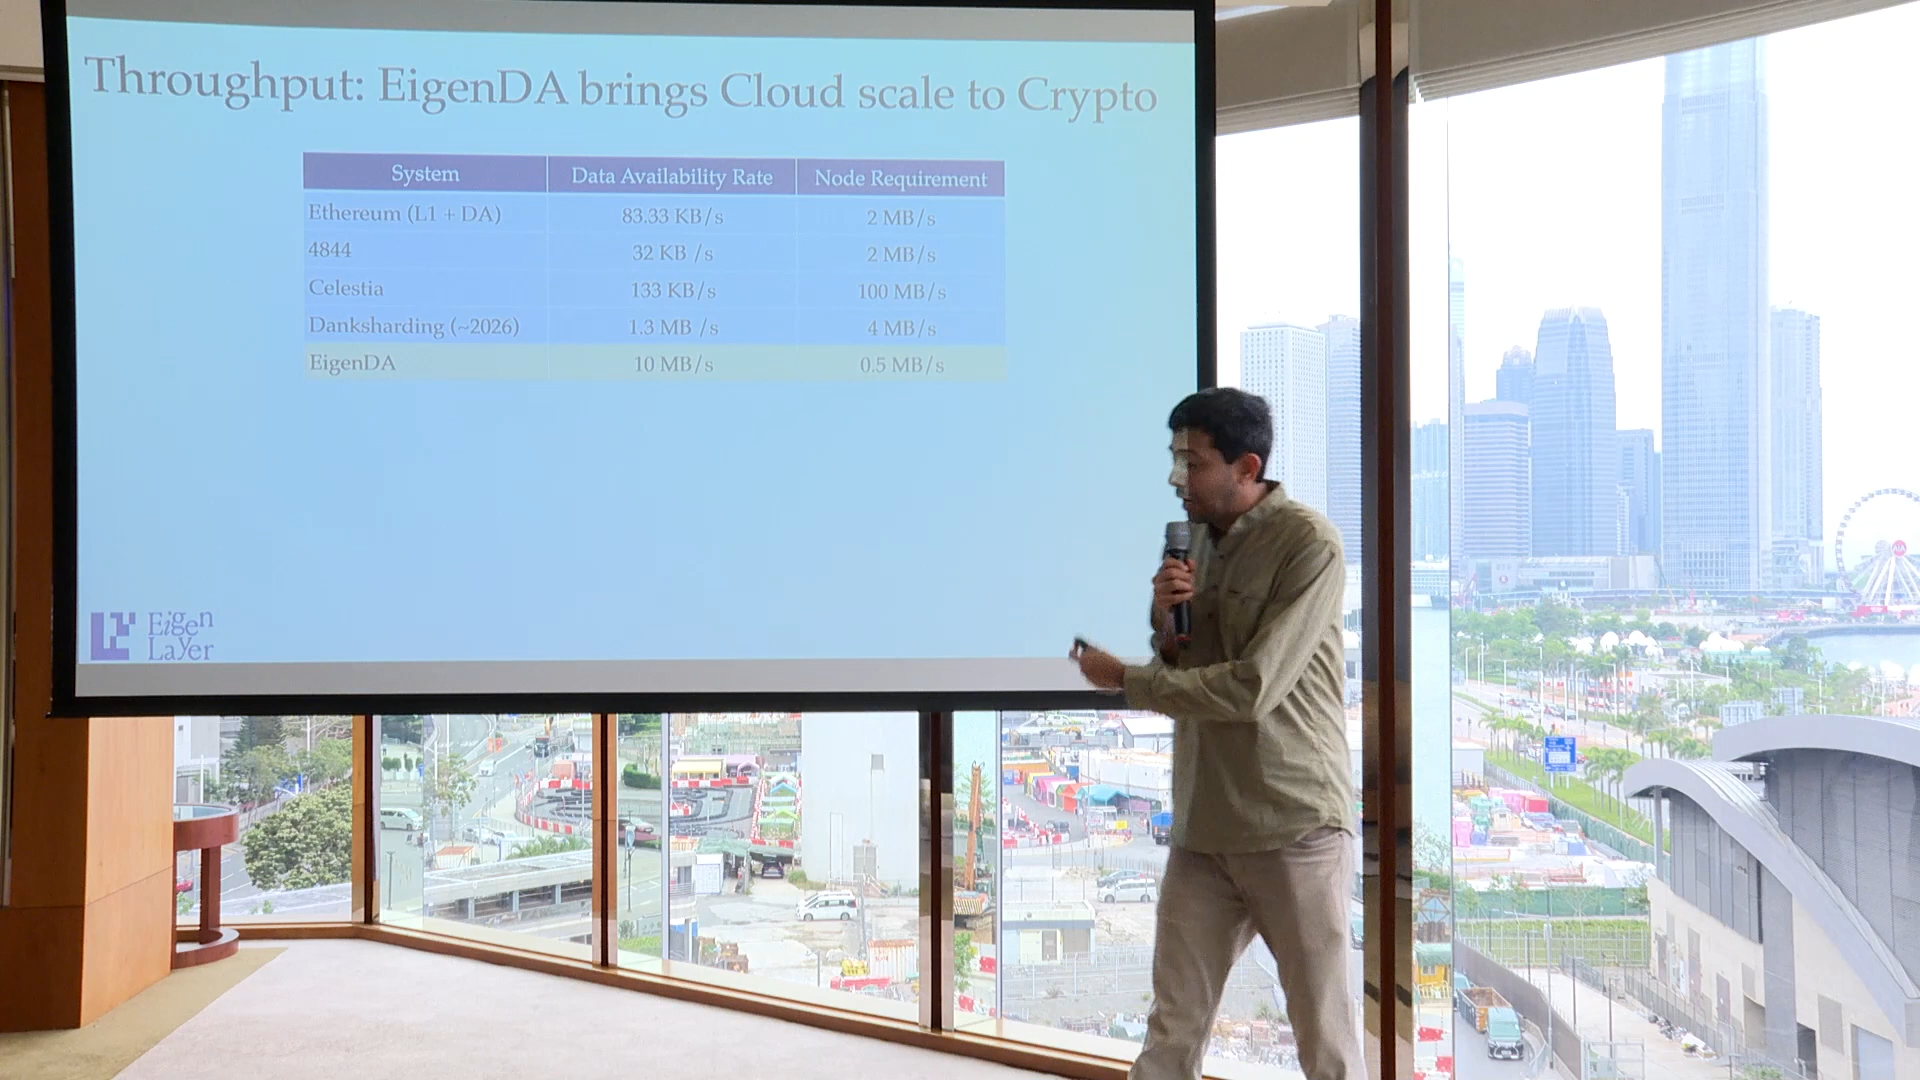 Throughput: EigenDA brings Cloud scale to Crypto
System Data Availability Rate Node Requirement
Ethereum (L1 + DA) 83.33 KB/s 2 MB/s
4844 32 KB /s 2 MB/s
Celestia 133 KB/s 100 MB/s
Danksharding (~2026) 1.3 MB /s 4 MB/s
EigenDA 10 MB/s 0.5 MB/s
Eigen
Layer
AIA